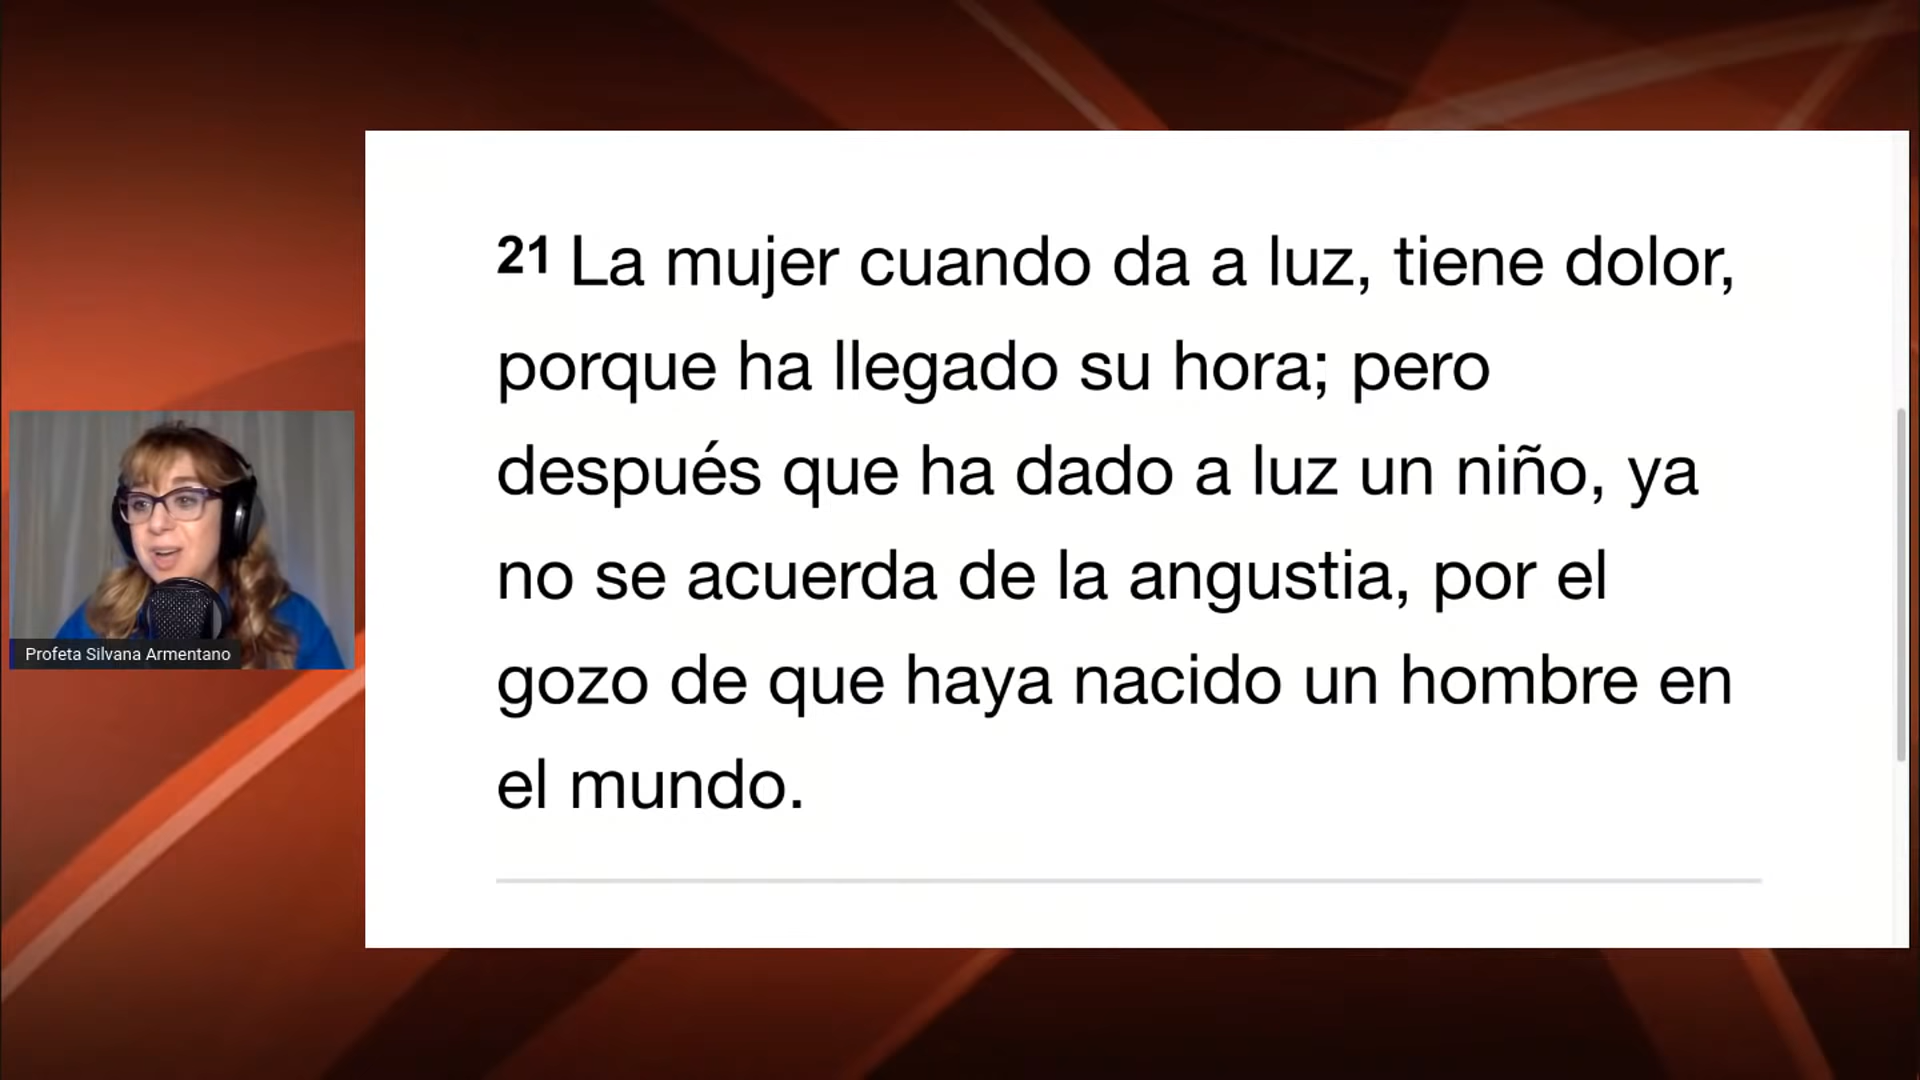 21 La mujer cuando da a luz, tiene dolor,
porque ha llegado su hora; pero
después que ha dado a luz un niño, ya
no se acuerda de la angustia, por el
gozo de que haya nacido un hombre en
el mundo.
Profeta Silvana Armentano